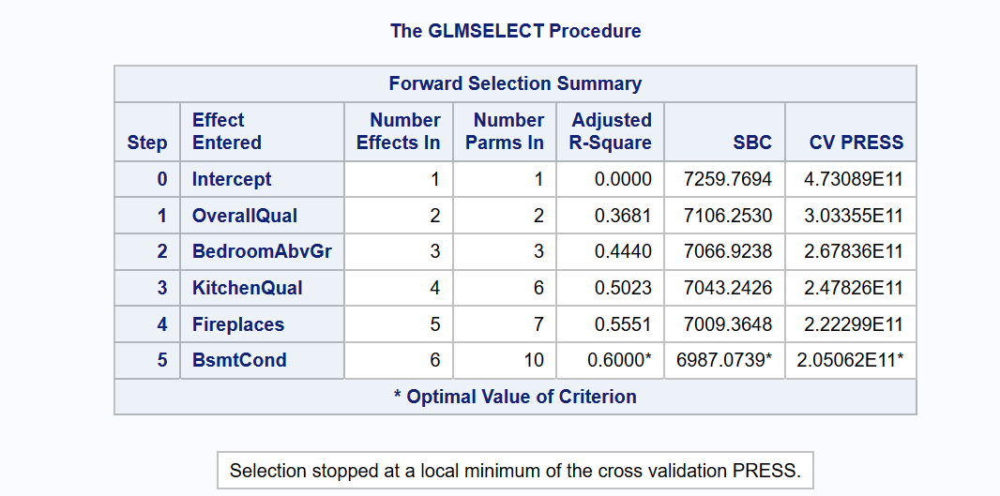 The GLMSELECT Procedure
Forward Selection Summary
Step Effect Entered Number Effects In Number Parms In Adjusted R-Square SBC CV PRESS
0 Intercept 1 1 0.0000 7259.7694 4.73089E11
1 OverallQual 2 2 0.3681 7106.2530 3.03355E11
2 BedroomAbvGr 3 3 0.4440 7066.9238 2.67836E11
3 KitchenQual 4 6 0.5023 7043.2426 2.47826E11
4 Fireplaces 5 7 0.5551 7009.3648 2.22299E11
5 BsmtCond 6 10 0.6000* 6987.0739* 2.05062E11*
* Optimal Value of Criterion
Selection stopped at a local minimum of the cross validation PRESS.